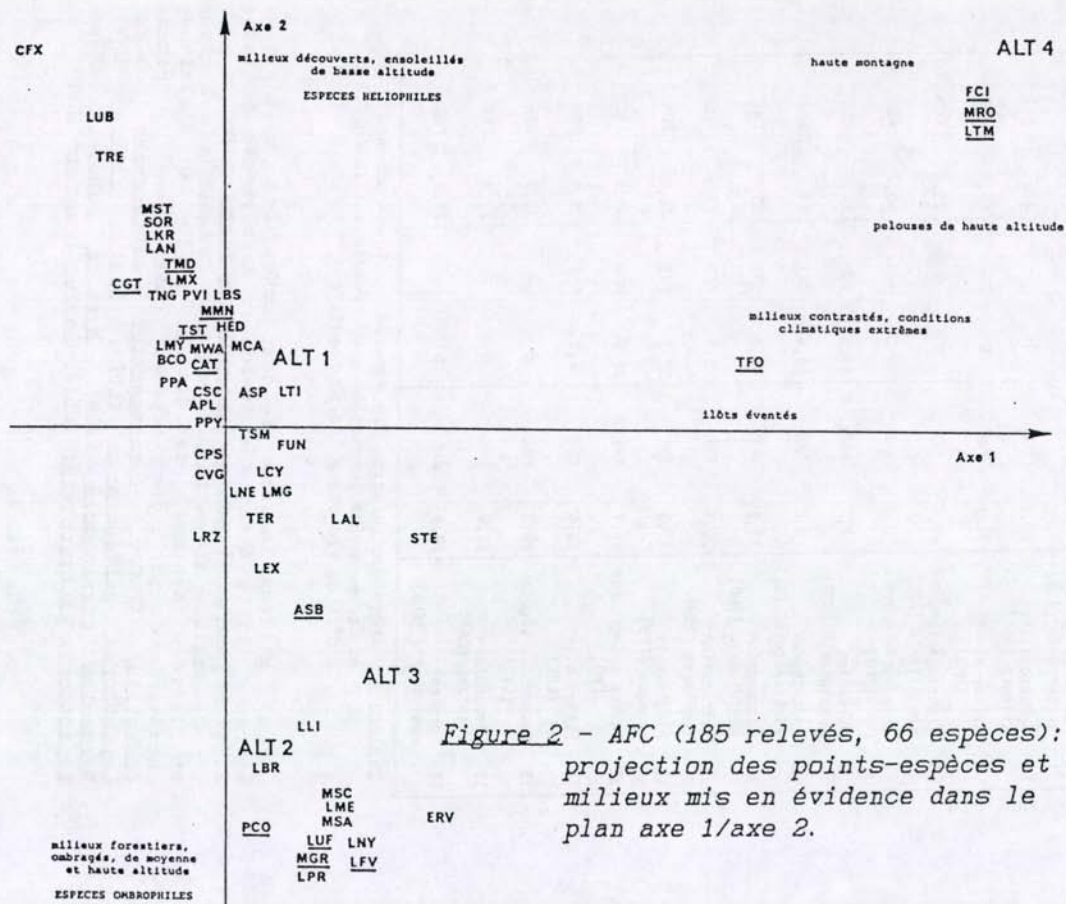 Axe 2
CFX
ALT 4
milieux découverts, ensoleillés
de basse altitude
haute montagne
ESPECES HELIOPHILES
FCI
MRO
LTM
LUB
TRE
MST
SOR
LKR
LAN
pelouses de haute altitude
TMD
CGT
LMX
TNG PVI LBS
MMN
milieux contrastés, conditions
climatiques extrêmes
TST
HED
LMY
MWA
MCA
BCO
CAT
ALT 1
TFO
PPA
CSC
ASP
LTI
APL
ilôts éventés
PPY
TSM
FUN
Axe 1
CPS
CVG
LCY
LNE LMG
TER
LAL
LRZ
STE
LEX
ASB
ALT 3
LLI
ALT 2
LBR
Figure 2 - AFC (185 relevés, 66 espèces):
projection des points-espèces et
milieux mis en évidence dans le
plan axe 1/axe 2.
MSC
LME
MSA
ERV
PCO
LUF
LNY
MGR
LFV
LPR
milieux forestiers,
ombragés, de moyenne
et haute altitude
ESPECES OMBROPHILES